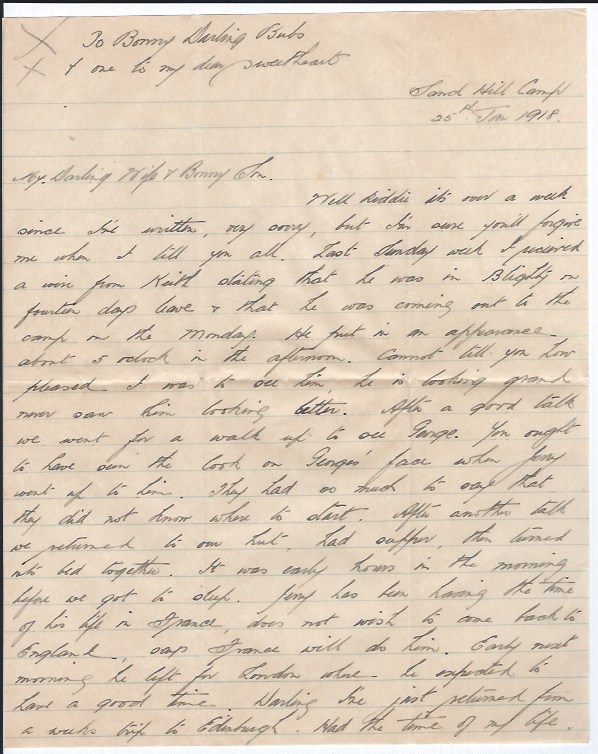 X To Bonny Darling Bubs
X & one to my dear sweetheart
Sand Hill Camp
25st Jan 1918.
My Darling Wife & Bonny Son.
Well Kiddie its over a week
since I've written, very sorry, but I'm sure you'll forgive
me when I till you all. Last Sunday week I received
a wire from Keith stating that he was in Blighty on
fourteen days leave & that he was coming out to the
camp on the Monday. He put in an appearance
about 5 oclock in the afternoon. Cannot till you how
pleased I was to see him, he is looking grand
never saw him looking better. After a good talk
we went for a walk up to see George. You ought
to have seen the look on George's face when Jerry
went up to him. They had so much to say that
they did not know where to start. After another talk
we returned to our hut, had supper, then turned
into bed together. It was early hours in the morning
before we got to sleep. Jerry has been having the time
of his life in France, does not wish to come back to
England, says France will do him. Early next
morning he left for London where he expected to
have a good time. Darling I've just returned from
a weeks trip to Edinburgh. Had the time of my life.